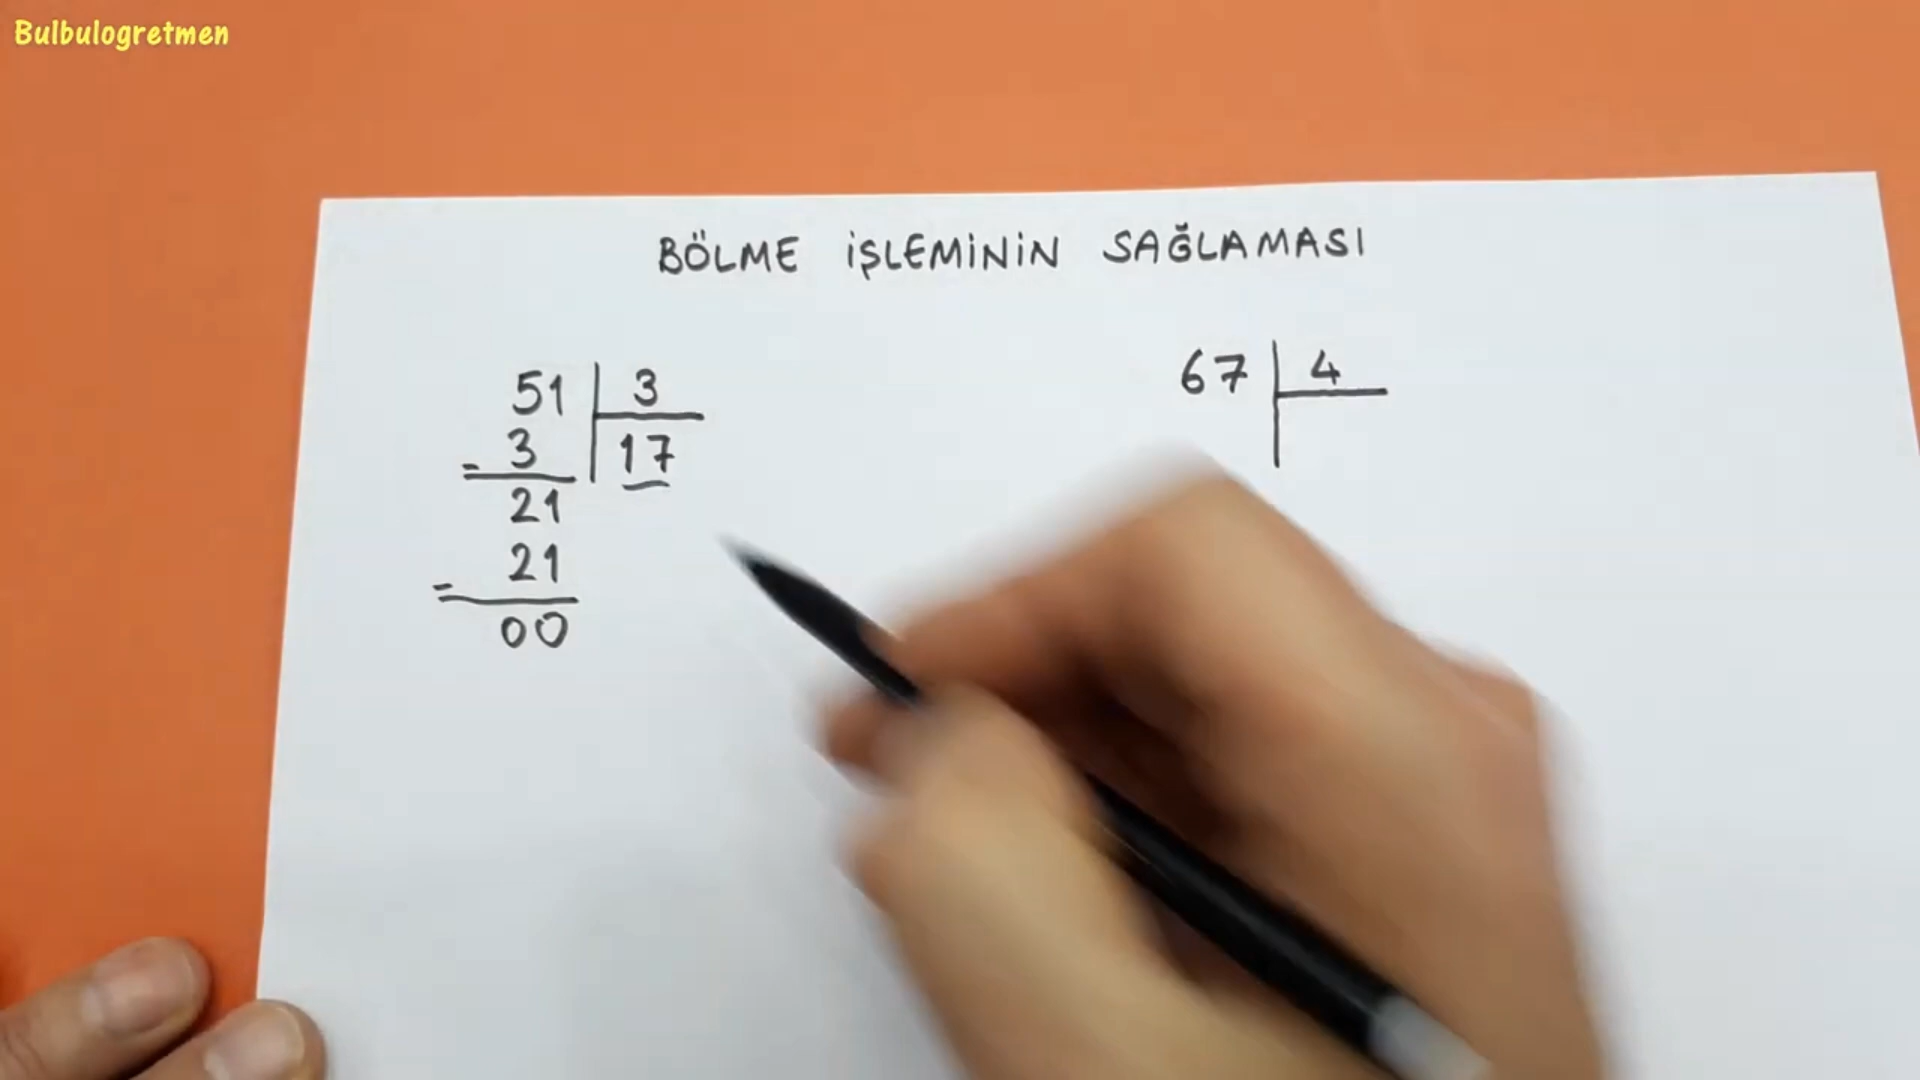 Bulbulogretmen
BÖLME İŞLEMİNİN SAĞLAMASI
51 | 3
- 3 | 17
21
- 21
00
67 | 4